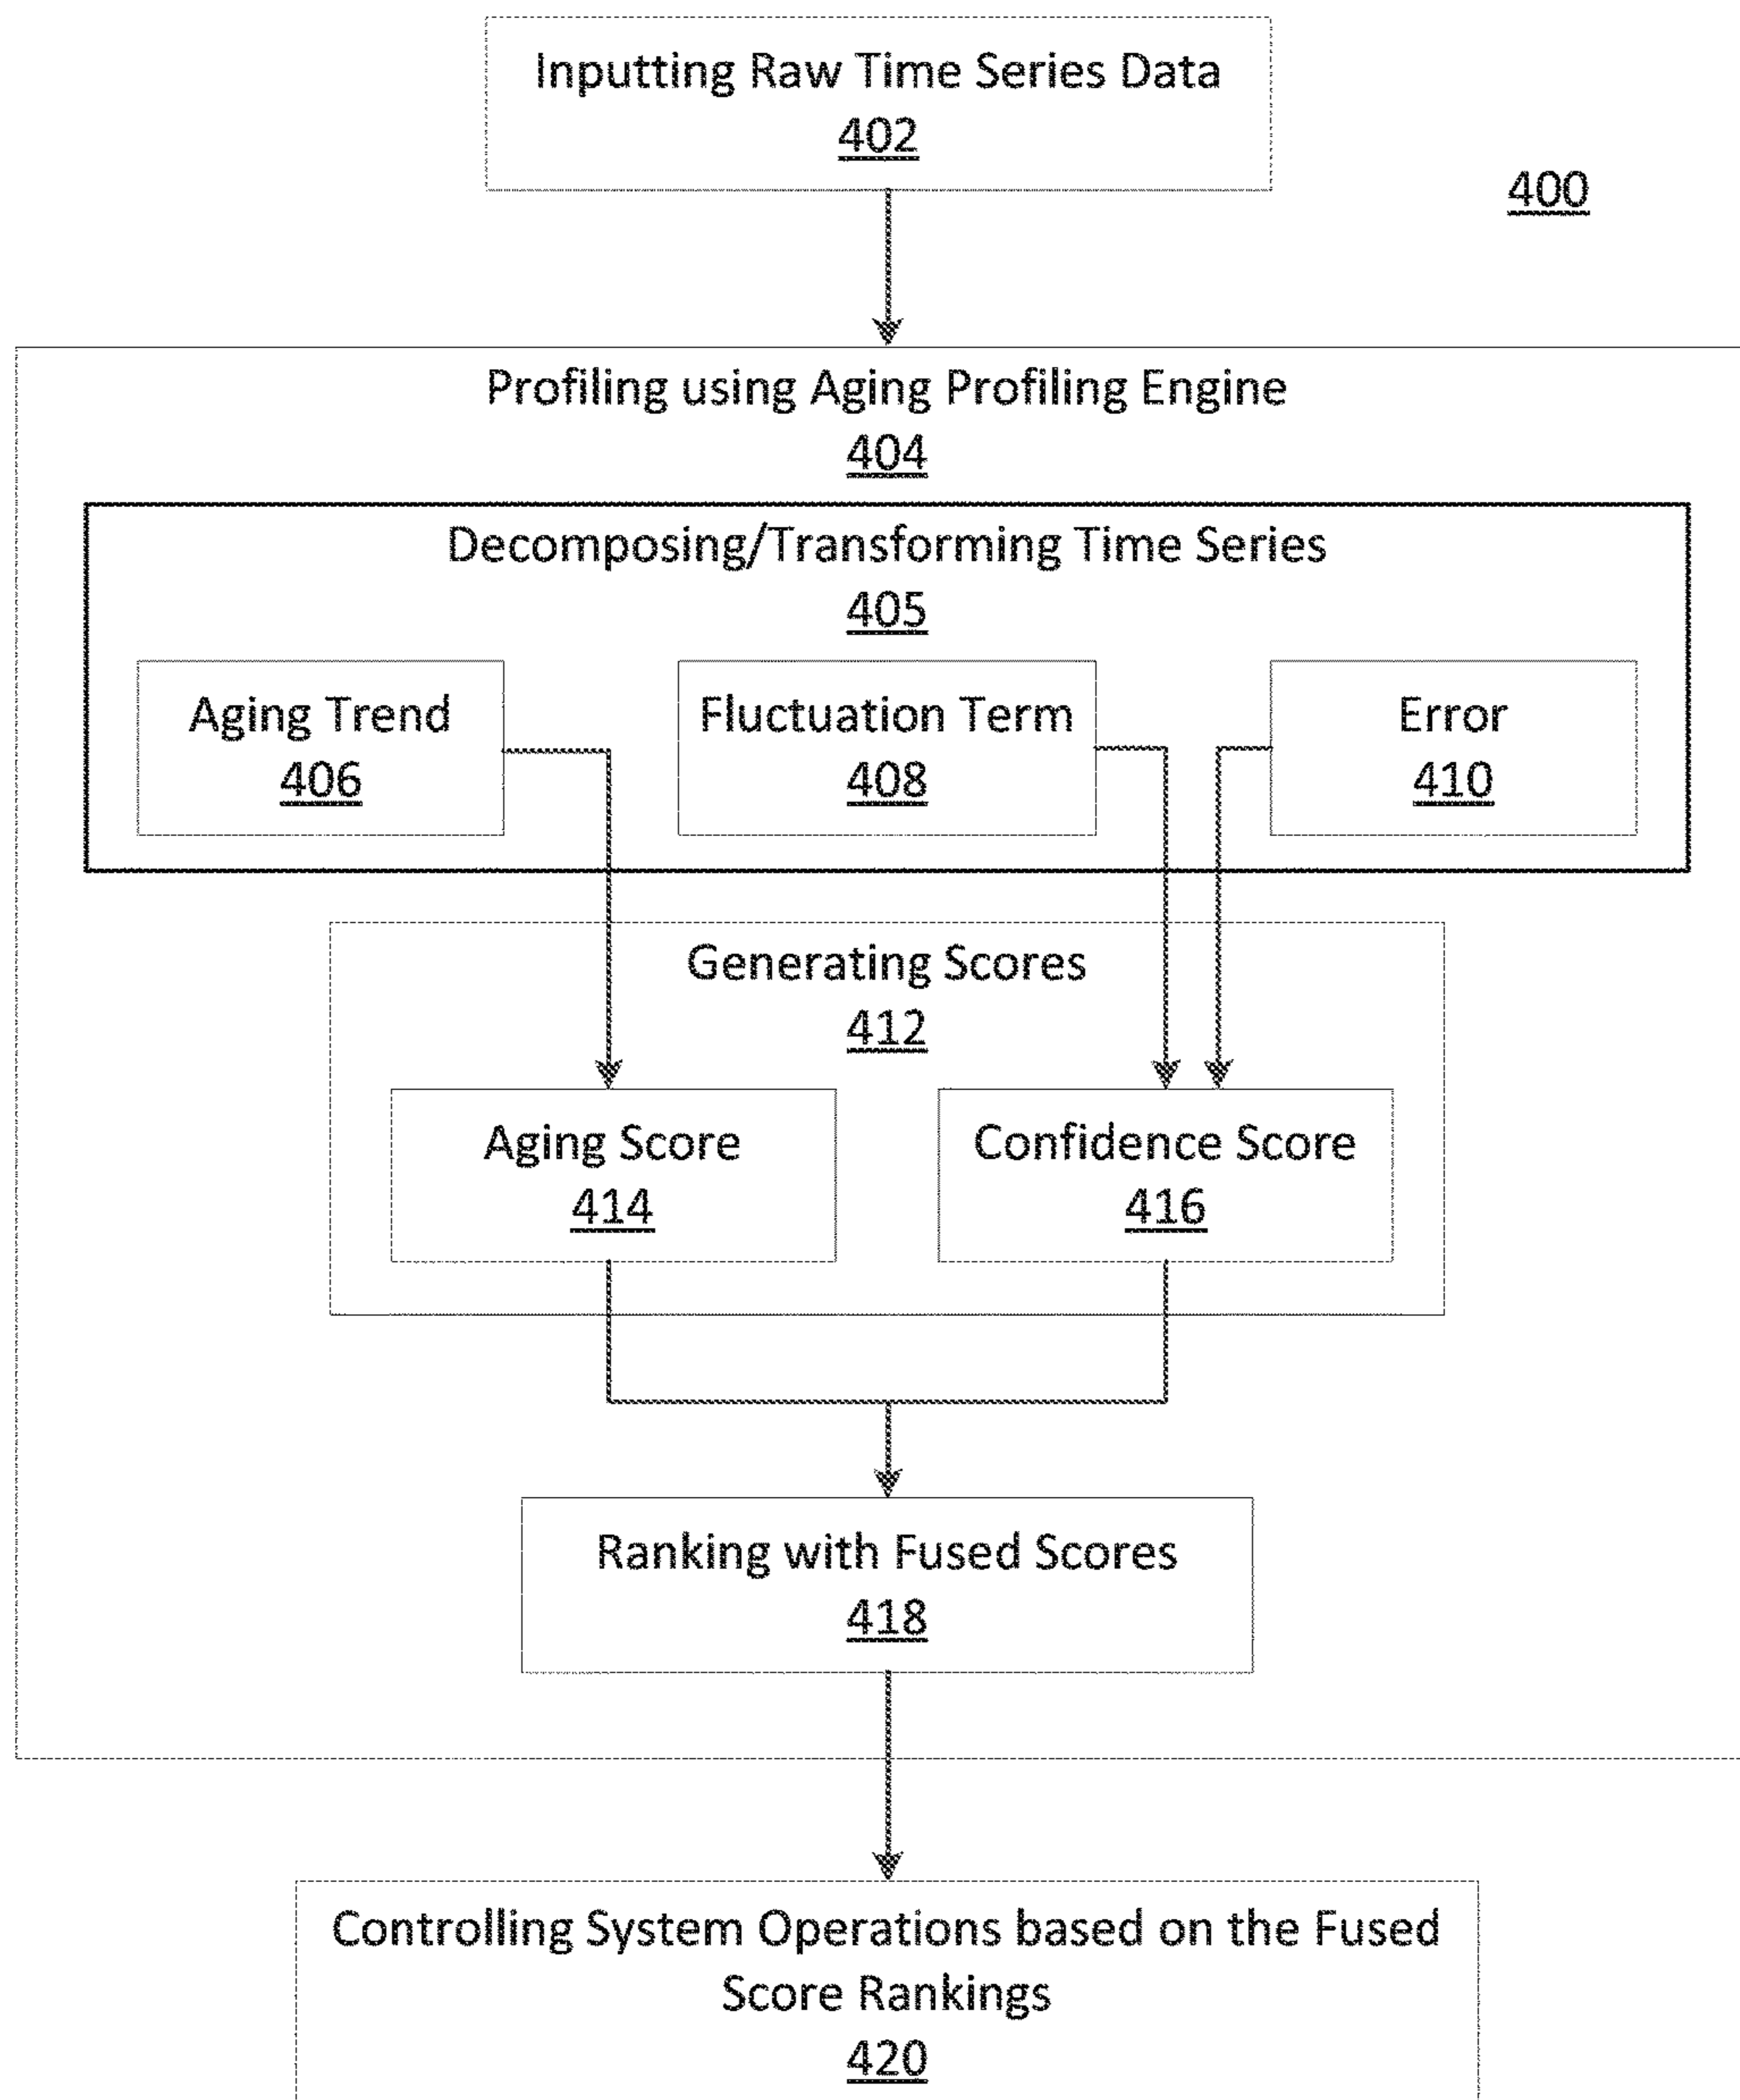 Inputting Raw Time Series Data
402
400
Profiling using Aging Profiling Engine
404
Decomposing/Transforming Time Series
405
Aging Trend
406
Fluctuation Term
408
Error
410
Generating Scores
412
Aging Score
414
Confidence Score
416
Ranking with Fused Scores
418
Controlling System Operations based on the Fused
Score Rankings
420